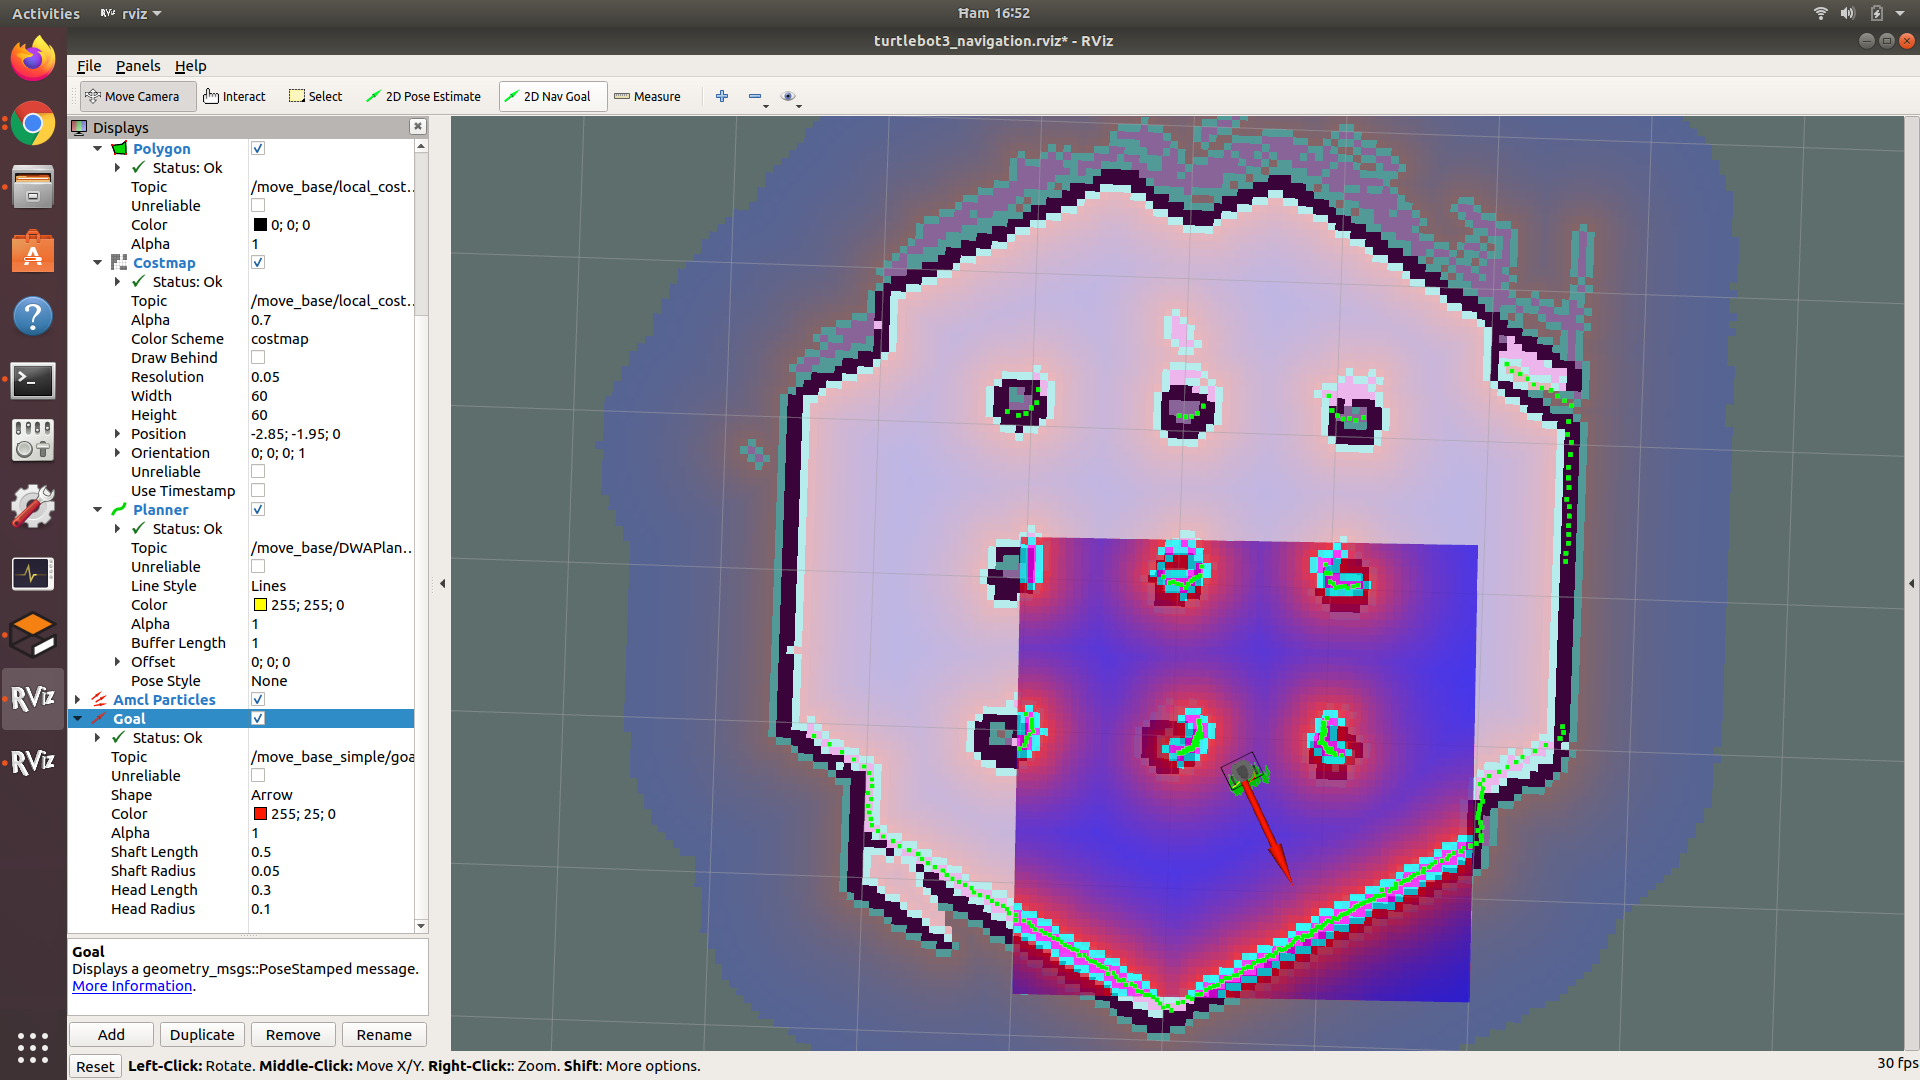 Activities
RViz rviz
Ħam 16:52
turtlebot3_navigation.rviz* - RViz
File Panels Help
Move Camera Interact Select 2D Pose Estimate 2D Nav Goal Measure
Displays
Polygon
Status: Ok
Topic /move_base/local_cost...
Unreliable
Color 0; 0; 0
Alpha 1
Costmap
Status: Ok
Topic /move_base/local_cost...
Alpha 0.7
Color Scheme costmap
Draw Behind
Resolution 0.05
Width 60
Height 60
Position -2.85; -1.95; 0
Orientation 0; 0; 0; 1
Unreliable
Use Timestamp
Planner
Status: Ok
Topic /move_base/DWAPlan...
Unreliable
Line Style Lines
Color 255; 255; 0
Alpha 1
Buffer Length 1
Offset 0; 0; 0
Pose Style None
Amcl Particles
Goal
Status: Ok
Topic /move_base_simple/goa
Unreliable
Shape Arrow
Color 255; 25; 0
Alpha 1
Shaft Length 0.5
Shaft Radius 0.05
Head Length 0.3
Head Radius 0.1
Goal
Displays a geometry_msgs::PoseStamped message.
More Information.
Add Duplicate Remove Rename
Reset Left-Click: Rotate. Middle-Click: Move X/Y. Right-Click:: Zoom. Shift: More options.
30 fps
RViz
RViz